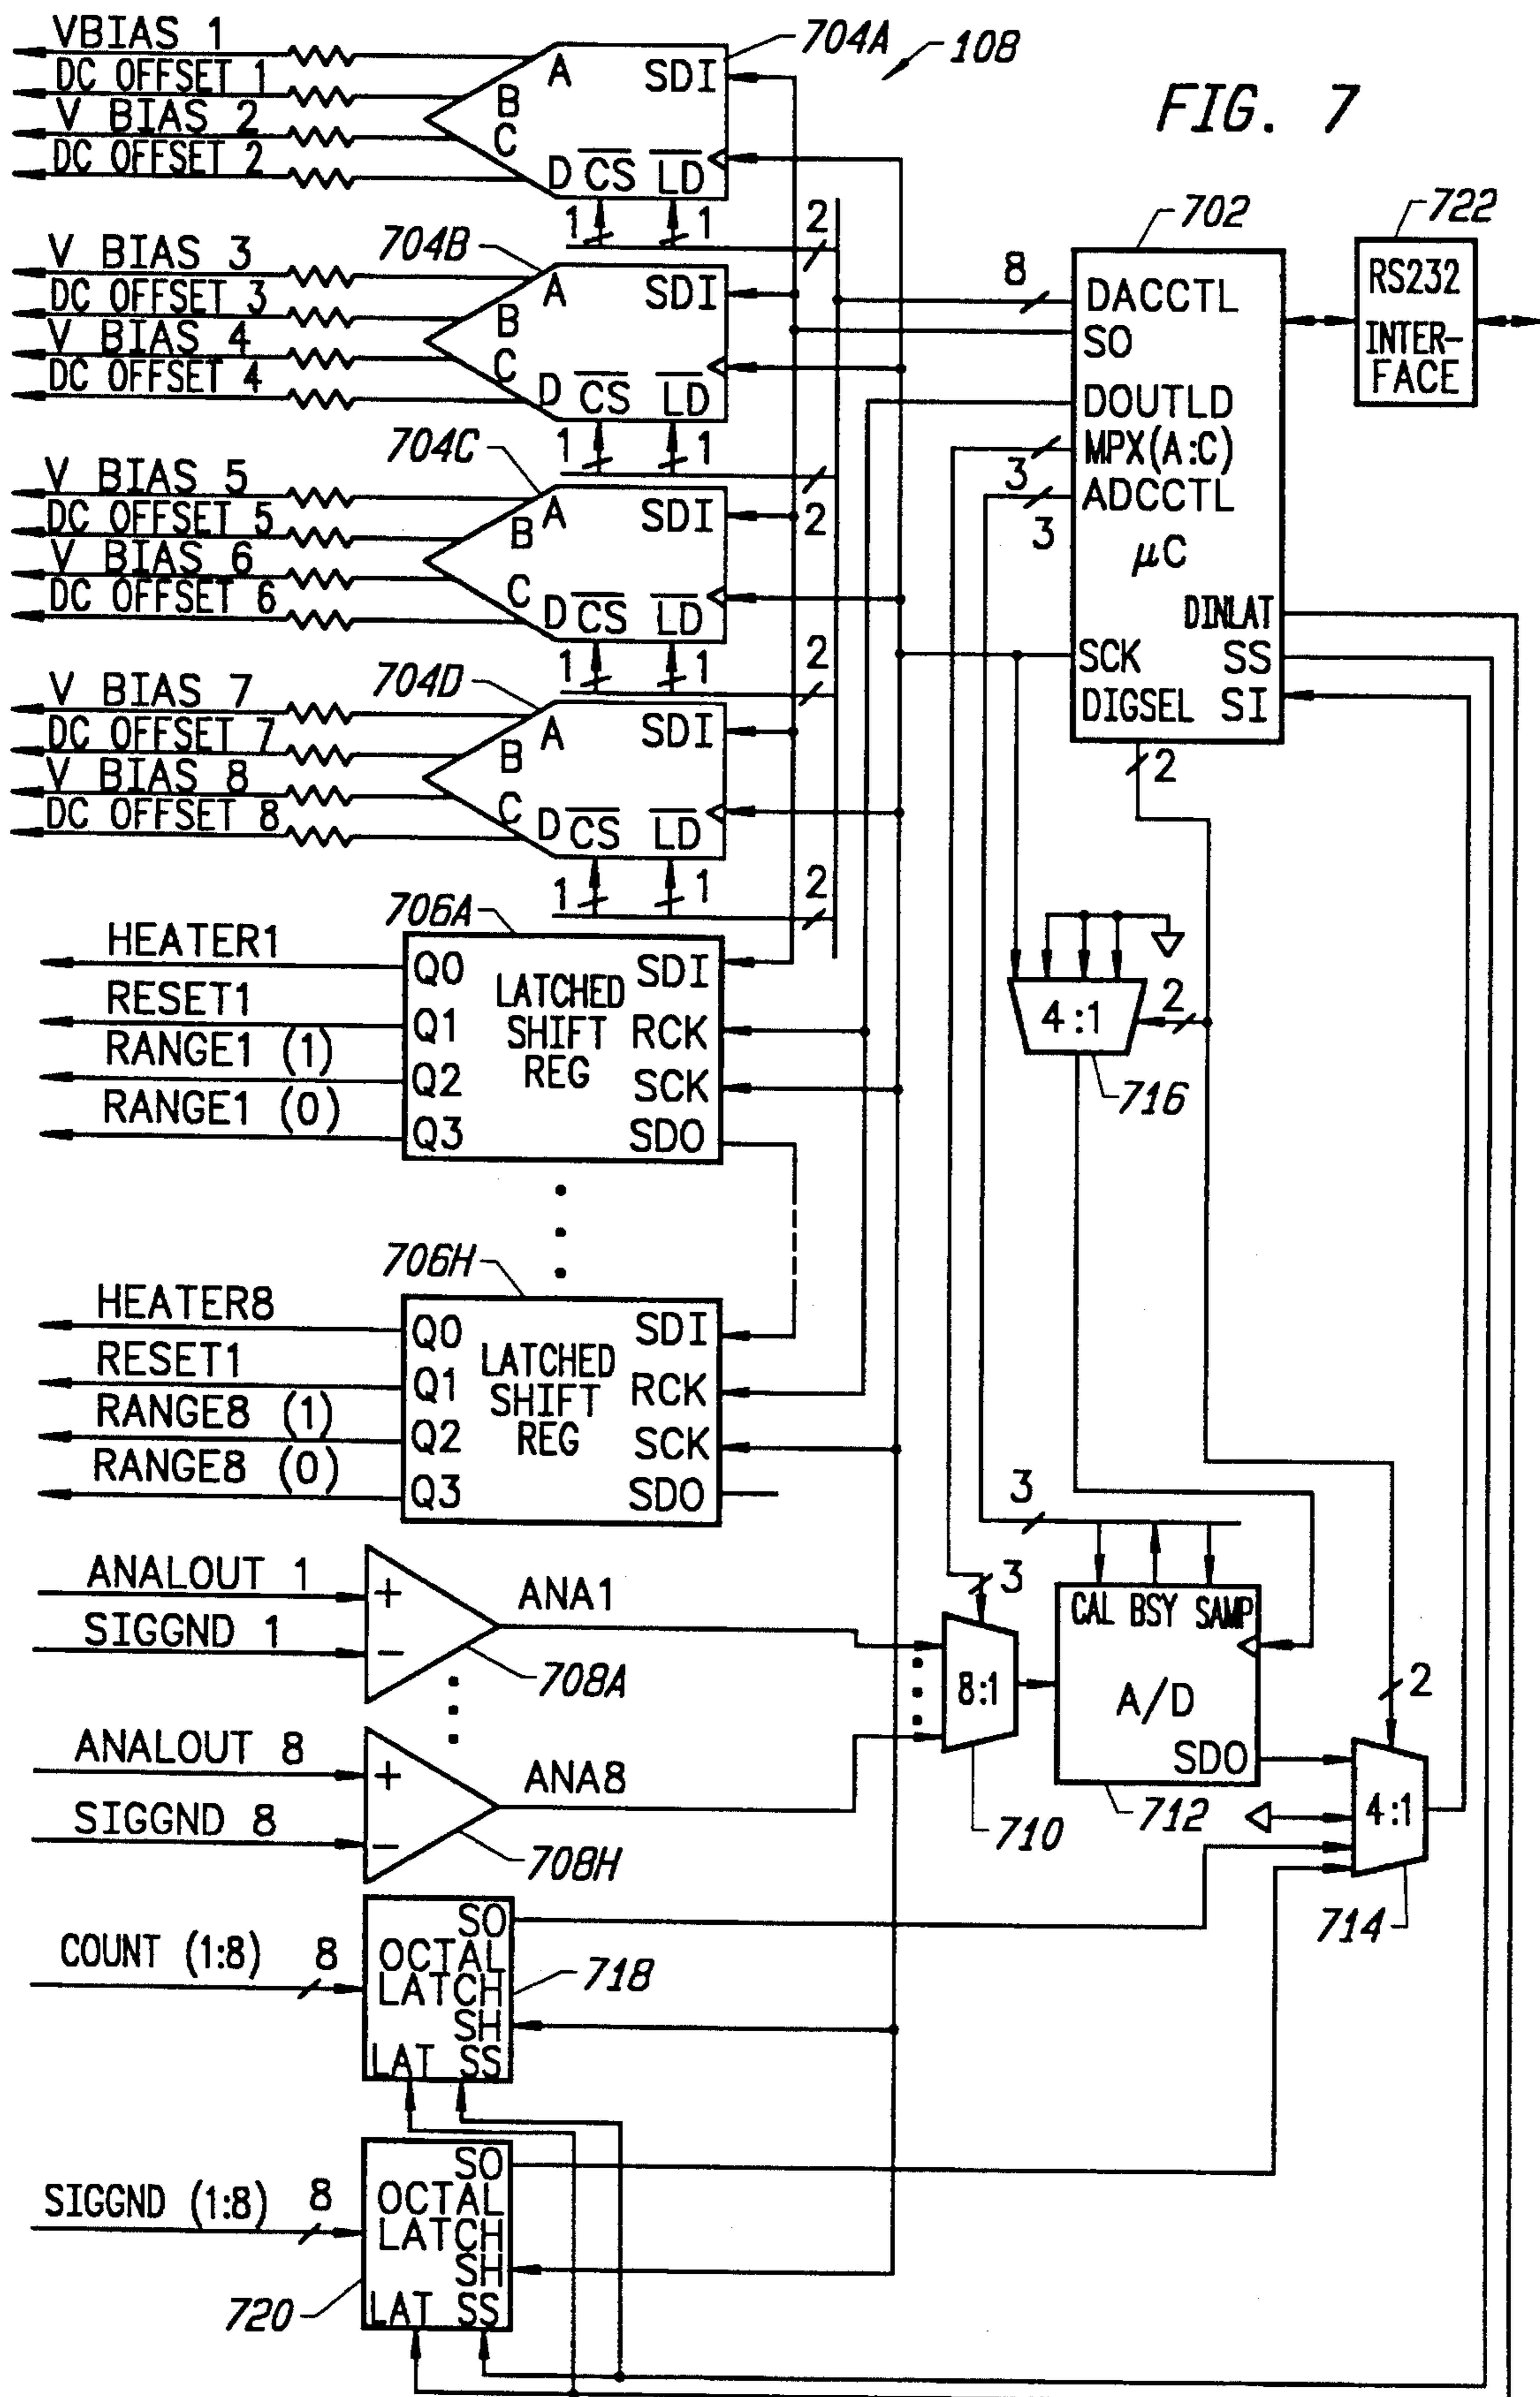 FIG. 7
108
VBIAS 1
DC OFFSET 1
V BIAS 2
DC OFFSET 2
704A
A
B
C
D
SDI
CS
LD
1
1
2
V BIAS 3
DC OFFSET 3
V BIAS 4
DC OFFSET 4
704B
A
B
C
D
SDI
CS
LD
1
1
2
V BIAS 5
DC OFFSET 5
V BIAS 6
DC OFFSET 6
704C
A
B
C
D
SDI
CS
LD
1
1
2
V BIAS 7
DC OFFSET 7
V BIAS 8
DC OFFSET 8
704D
A
B
C
D
SDI
CS
LD
1
1
2
702
8
DACCTL
SO
DOUTLD
MPX(A:C)
3
ADCCTL
3
μC
DINLAT
SCK
SS
DIGSEL
SI
2
722
RS232
INTER-
FACE
706A
HEATER1
RESET1
RANGE1 (1)
RANGE1 (0)
Q0
Q1
Q2
Q3
LATCHED
SHIFT
REG
SDI
RCK
SCK
SDO
4:1
2
716
706H
HEATER8
RESET1
RANGE8 (1)
RANGE8 (0)
Q0
Q1
Q2
Q3
LATCHED
SHIFT
REG
SDI
RCK
SCK
SDO
ANALOUT 1
SIGGND 1
+
−
ANA1
708A
ANALOUT 8
SIGGND 8
+
−
ANA8
708H
3
8:1
710
3
CAL BSY SAMP
A/D
SDO
712
2
4:1
714
COUNT (1:8)
8
SO
OCTAL
LATCH
SH
LAT SS
718
SIGGND (1:8)
8
SO
OCTAL
LATCH
SH
LAT SS
720